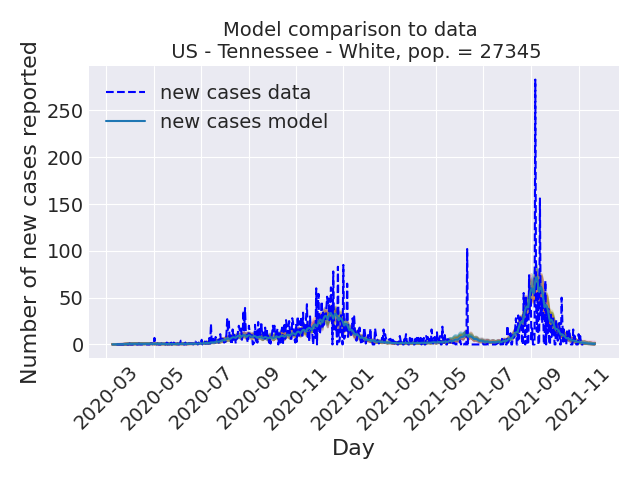 Model comparison to data
US - Tennessee - White, pop. = 27345
Number of new cases reported
250
200
150
100
50
0
new cases data
new cases model
2020-03
2020-05
2020-07
2020-09
2020-11
2021-01
2021-03
2021-05
2021-07
2021-09
2021-11
Day